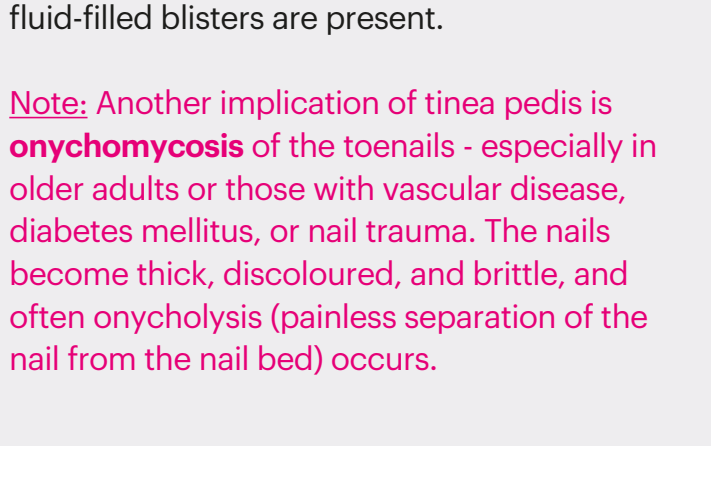 fluid-filled blisters are present.
Note: Another implication of tinea pedis is
onychomycosis of the toenails - especially in
older adults or those with vascular disease,
diabetes mellitus, or nail trauma. The nails
become thick, discoloured, and brittle, and
often onycholysis (painless separation of the
nail from the nail bed) occurs.